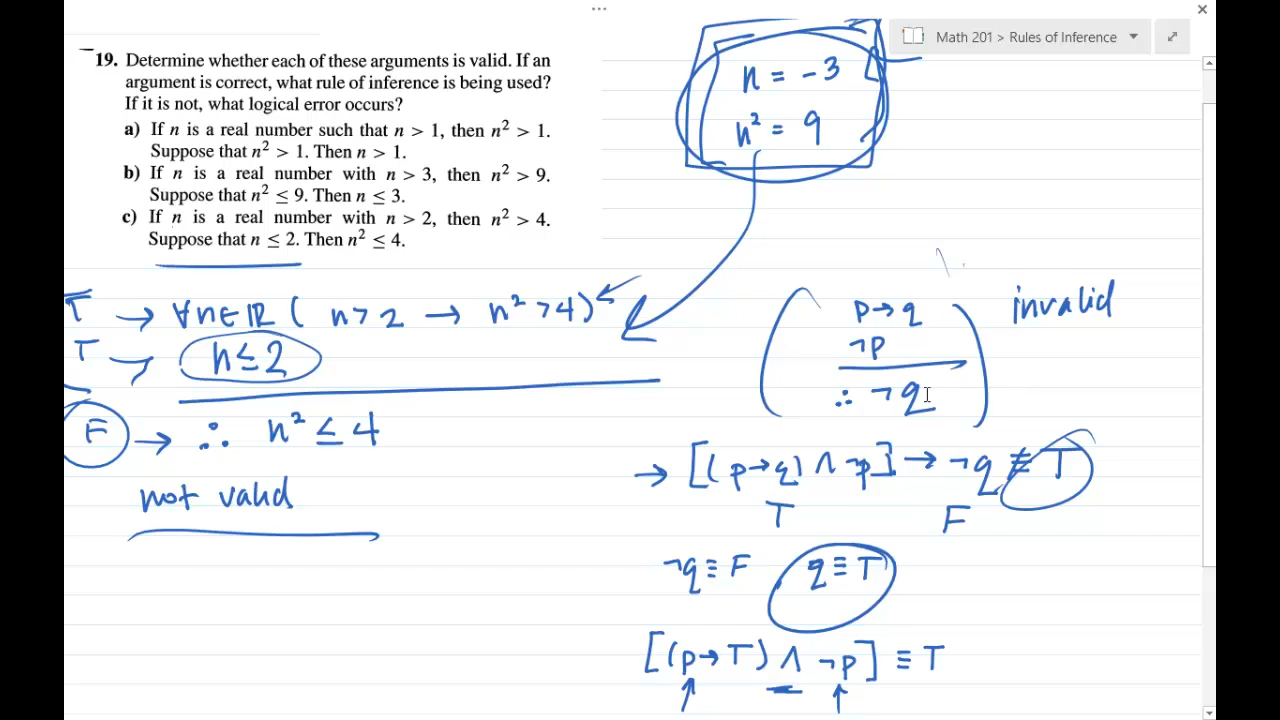 Math 201 > Rules of Inference
19. Determine whether each of these arguments is valid. If an
argument is correct, what rule of inference is being used?
If it is not, what logical error occurs?
a) If n is a real number such that n > 1, then n² > 1.
Suppose that n² > 1. Then n > 1.
b) If n is a real number with n > 3, then n² > 9.
Suppose that n² ≤ 9. Then n ≤ 3.
c) If n is a real number with n > 2, then n² > 4.
Suppose that n ≤ 2. Then n² ≤ 4.
n = -3
n² = 9
T → ∀n∈ℝ ( n>2 → n²>4)
T → n≤2
F → ∴ n² ≤ 4
not valid
p→q
¬p
∴ ¬q
invalid
→ [(p→q) ∧ ¬p] → ¬q ≢ T
T F
¬q ≡ F q ≡ T
[(p→T) ∧ ¬p] ≡ T